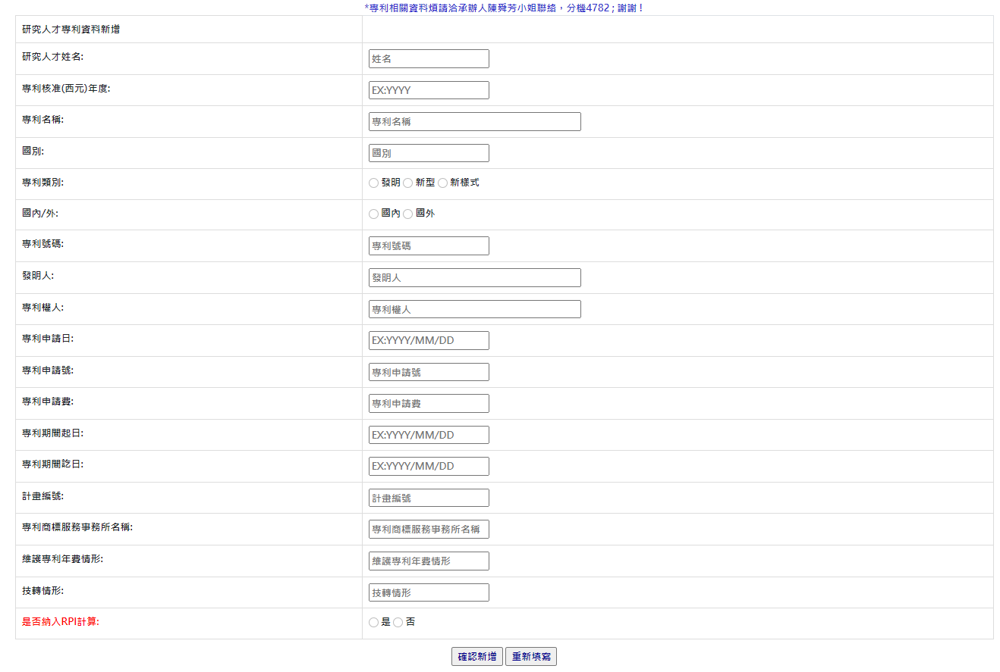 *專利相關資料煩請洽承辦人陳舜芳小姐聯絡，分機4782 ; 謝謝！
研究人才專利資料新增
研究人才姓名: 姓名
專利核准(西元)年度: EX:YYYY
專利名稱: 專利名稱
國別: 國別
專利類別: 發明 新型 新樣式
國內/外: 國內 國外
專利號碼: 專利號碼
發明人: 發明人
專利權人: 專利權人
專利申請日: EX:YYYY/MM/DD
專利申請號: 專利申請號
專利申請費: 專利申請費
專利期間起日: EX:YYYY/MM/DD
專利期間訖日: EX:YYYY/MM/DD
計畫編號: 計畫編號
專利商標服務事務所名稱: 專利商標服務事務所名稱
維護專利年費情形: 維護專利年費情形
技轉情形: 技轉情形
是否納入RPI計算: 是 否
確認新增 重新填寫